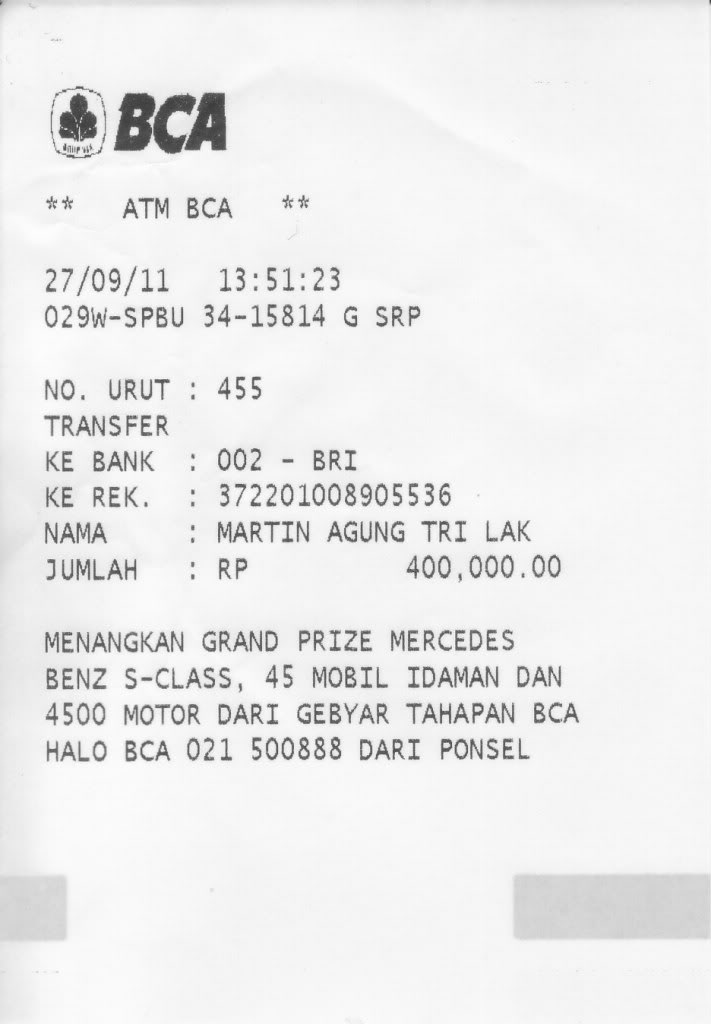 BCA
** ATM BCA **
27/09/11 13:51:23
029W-SPBU 34-15814 G SRP
NO. URUT : 455
TRANSFER
KE BANK : 002 - BRI
KE REK. : 372201008905536
NAMA : MARTIN AGUNG TRI LAK
JUMLAH : RP 400,000.00
MENANGKAN GRAND PRIZE MERCEDES
BENZ S-CLASS, 45 MOBIL IDAMAN DAN
4500 MOTOR DARI GEBYAR TAHAPAN BCA
HALO BCA 021 500888 DARI PONSEL